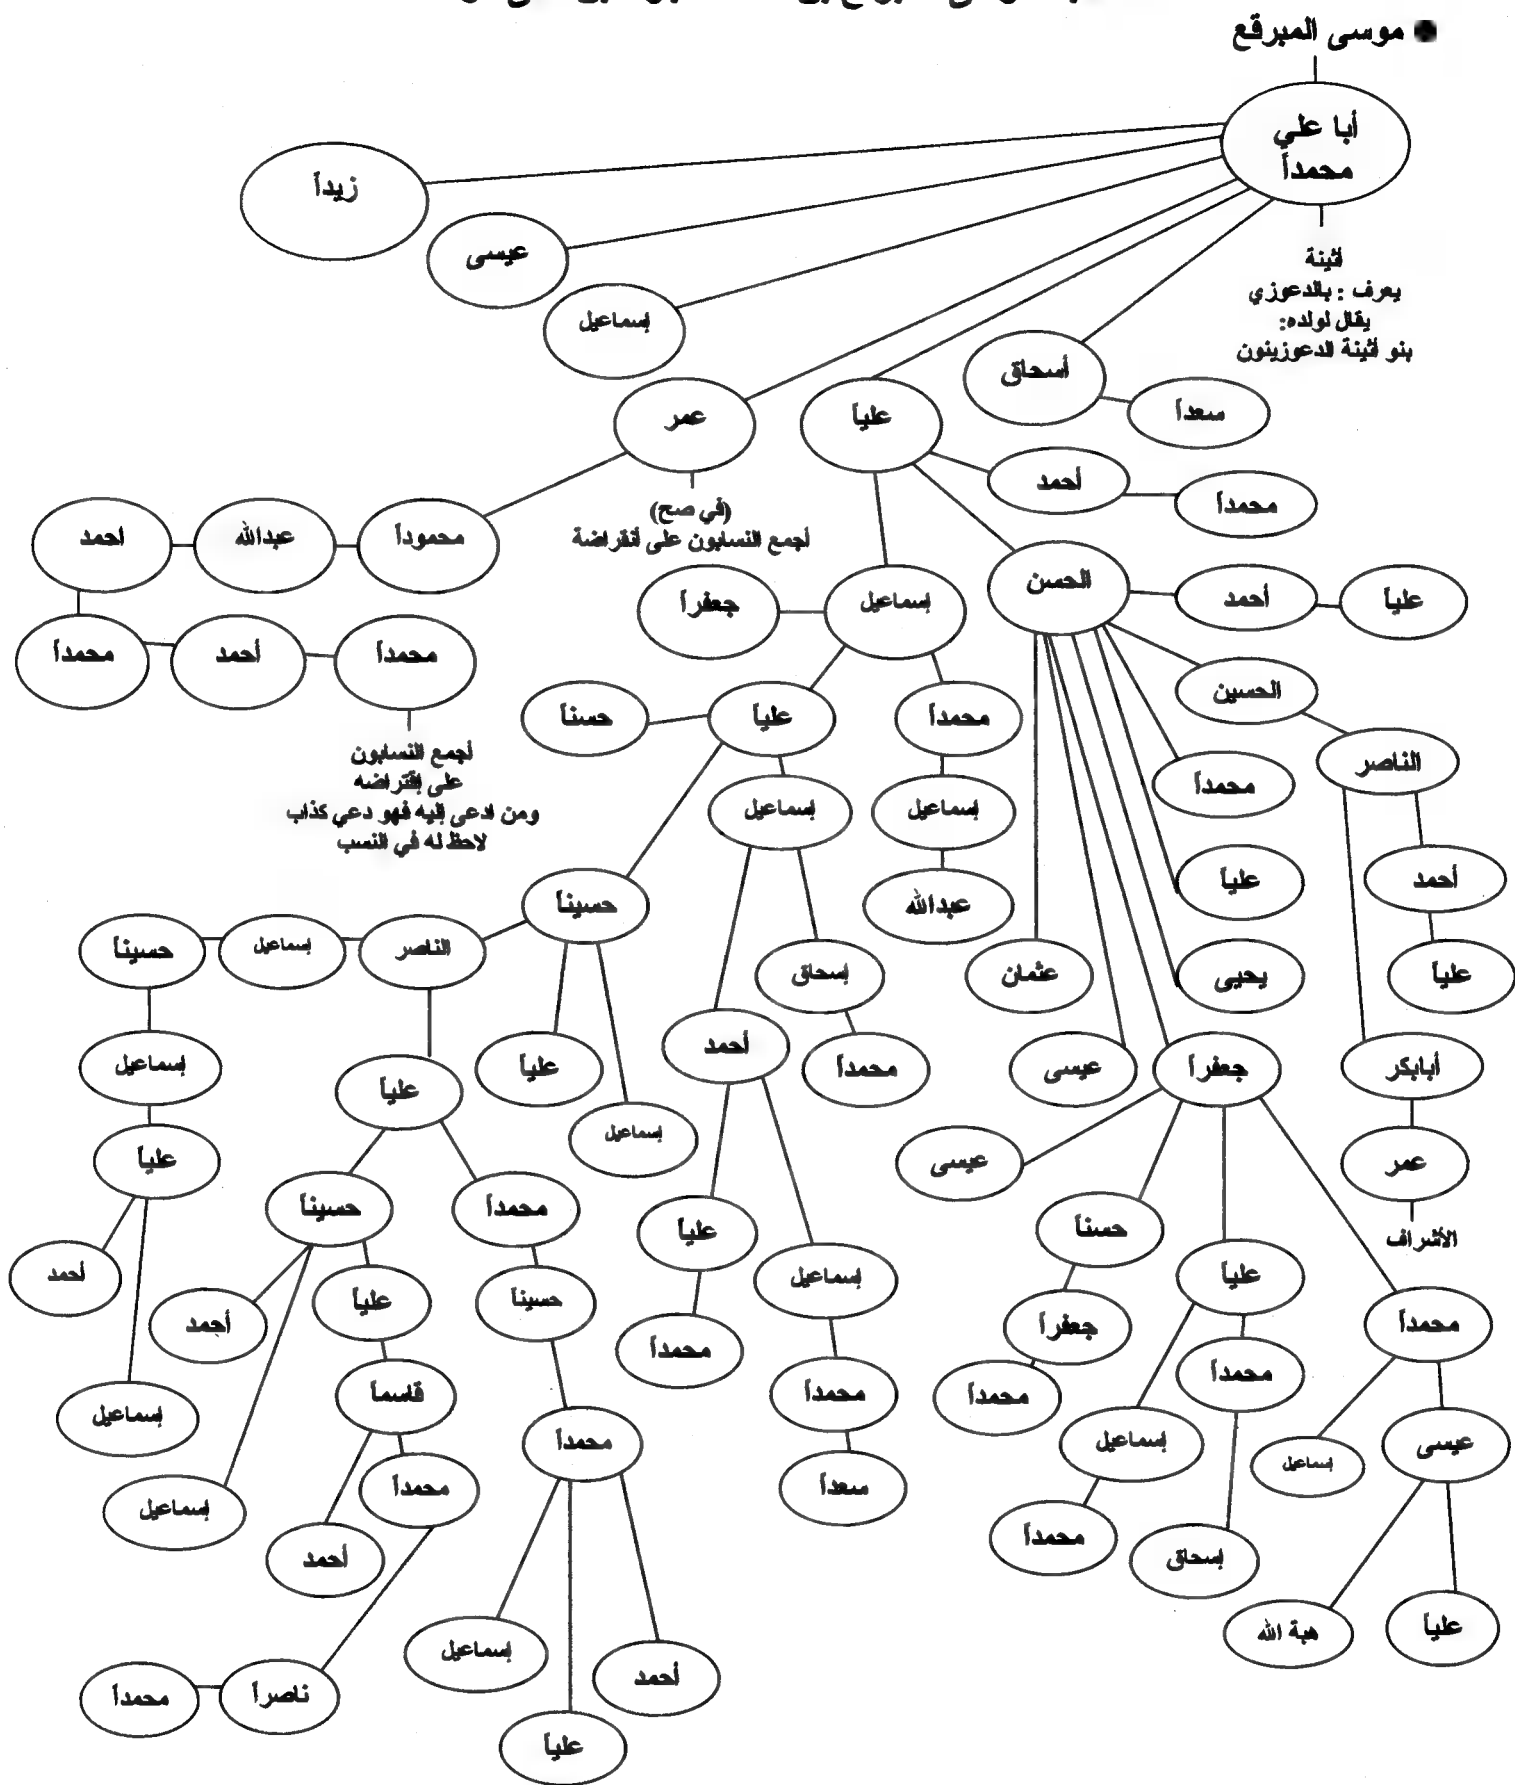 موسى المبرقع
أبا علي
محمداً
زيداً
عيسى
إسماعيل
يعرف : بالدعوزي
يقال لولده:
أسحاق
سعداً
عمر
علياً
أحمد
محمداً
(في صح)
أجمع النسابون على أنقراضة
محموداً
عبدالله
احمد
محمداً
أحمد
محمداً
أجمع النسابون
على إنقراضه
ومن ادعى إليه فهو دعي كذاب
لاحظ له في النسب
جعفراً
إسماعيل
الحسن
أحمد
علياً
الحسين
الناصر
محمداً
أحمد
علياً
علياً
يحيى
عثمان
عيسى
جعفراً
أبابكر
عمر
الأشراف
حسناً
علياً
محمداً
إسماعيل
إسماعيل
عبدالله
حسيناً
إسحاق
محمداً
الناصر
إسماعيل
حسيناً
إسماعيل
علياً
أحمد
إسماعيل
علياً
علياً
إسماعيل
أحمد
حسيناً
محمداً
علياً
إسماعيل
أحمد
علياً
حسيناً
محمداً
محمداً
إسماعيل
قاسماً
محمداً
سعداً
أحمد
محمداً
محمداً
إسماعيل
أحمد
علياً
ناصراً
محمداً
عيسى
حسناً
علياً
محمداً
جعفراً
محمداً
محمداً
إسماعيل
إسماعيل
عيسى
محمداً
إسحاق
هبة الله
علياً